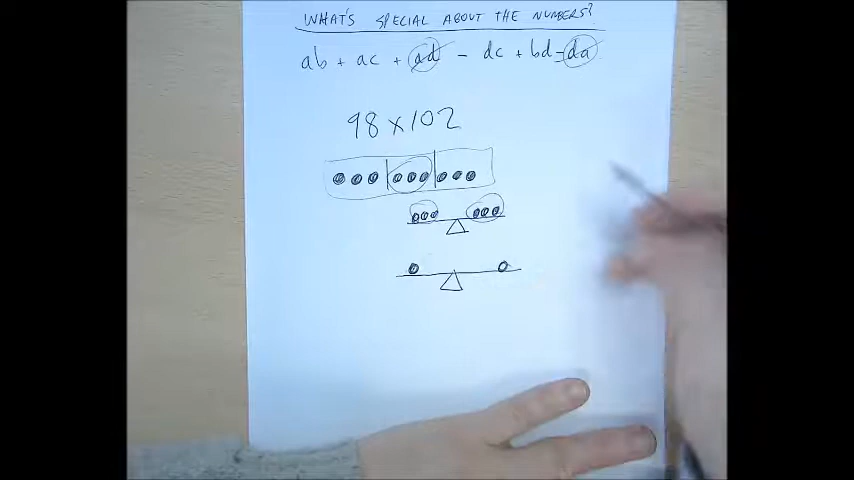 WHAT'S SPECIAL ABOUT THE NUMBERS?
ab + ac + ad - dc + bd - da
98 x 102